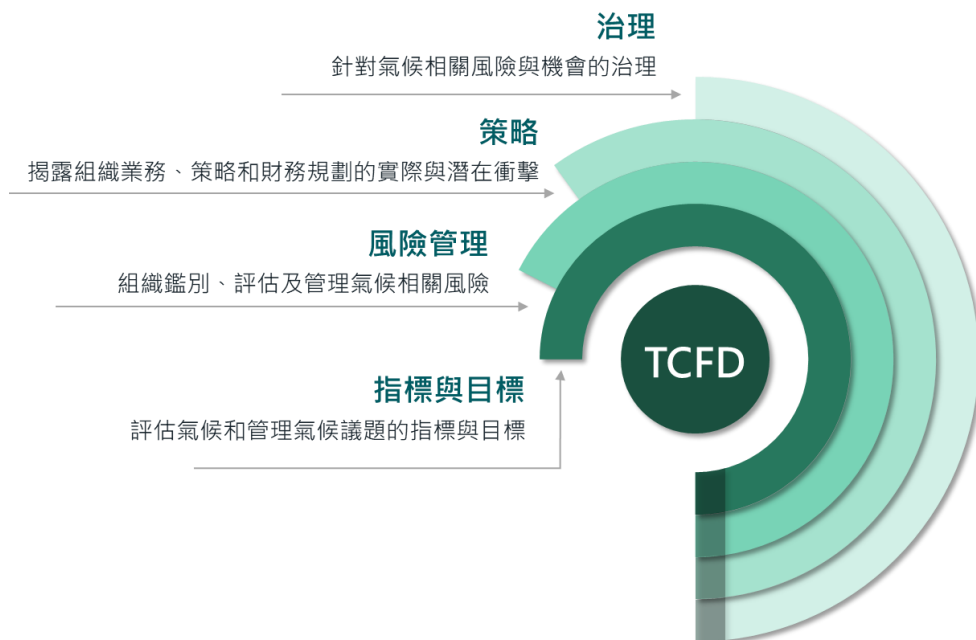 治理
針對氣候相關風險與機會的治理
策略
揭露組織業務、策略和財務規劃的實際與潛在衝擊
風險管理
組織鑑別、評估及管理氣候相關風險
TCFD
指標與目標
評估氣候和管理氣候議題的指標與目標